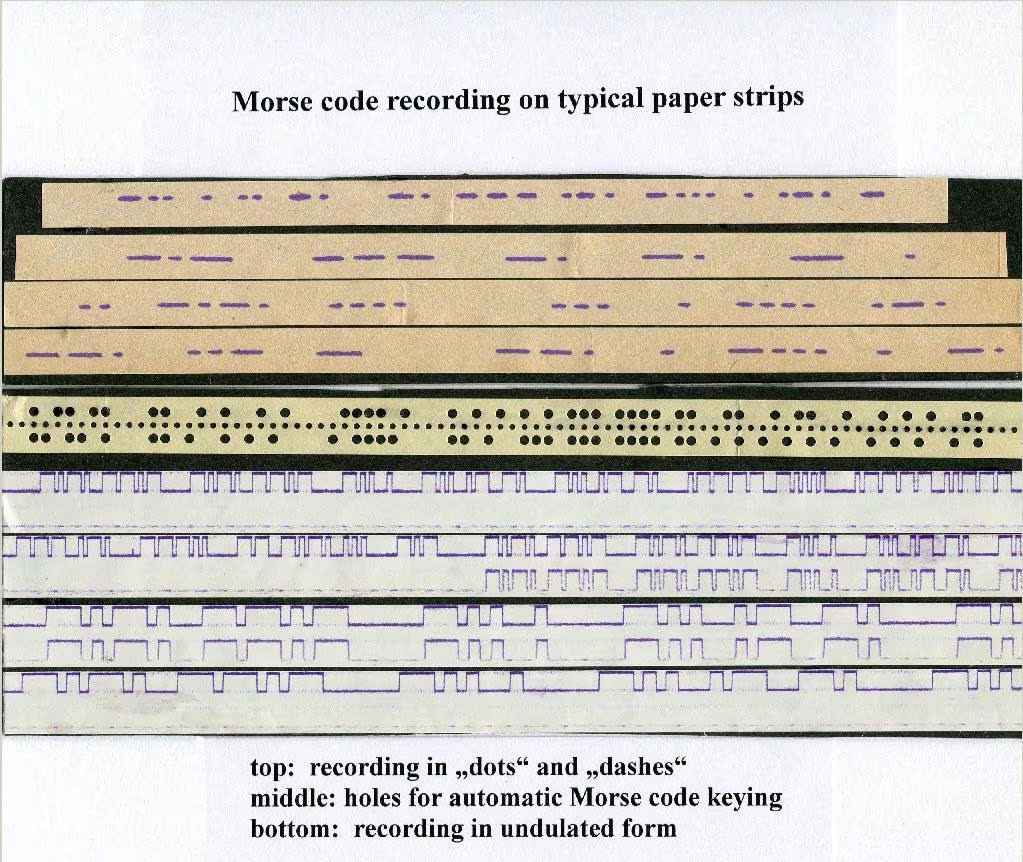 Morse code recording on typical paper strips
top: recording in „dots“ and „dashes“
middle: holes for automatic Morse code keying
bottom: recording in undulated form